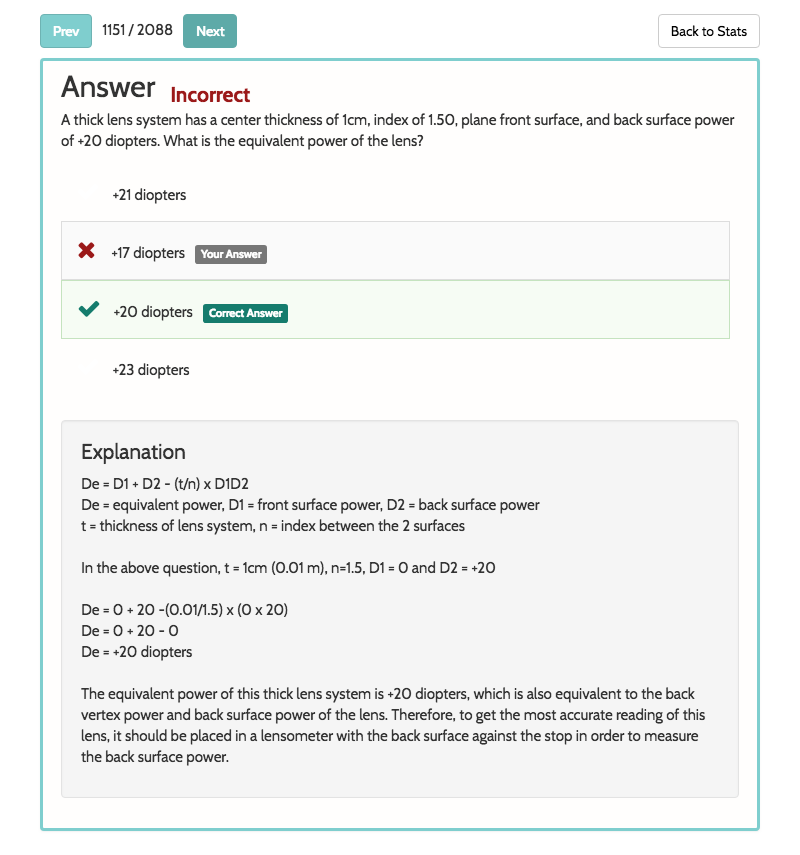 Prev 1151 / 2088 Next Back to Stats
Answer Incorrect
A thick lens system has a center thickness of 1cm, index of 1.50, plane front surface, and back surface power
of +20 diopters. What is the equivalent power of the lens?
+21 diopters
+17 diopters Your Answer
+20 diopters Correct Answer
+23 diopters
Explanation
De = D1 + D2 - (t/n) x D1D2
De = equivalent power, D1 = front surface power, D2 = back surface power
t = thickness of lens system, n = index between the 2 surfaces
In the above question, t = 1cm (0.01 m), n=1.5, D1 = 0 and D2 = +20
De = 0 + 20 -(0.01/1.5) x (0 x 20)
De = 0 + 20 - 0
De = +20 diopters
The equivalent power of this thick lens system is +20 diopters, which is also equivalent to the back
vertex power and back surface power of the lens. Therefore, to get the most accurate reading of this
lens, it should be placed in a lensometer with the back surface against the stop in order to measure
the back surface power.